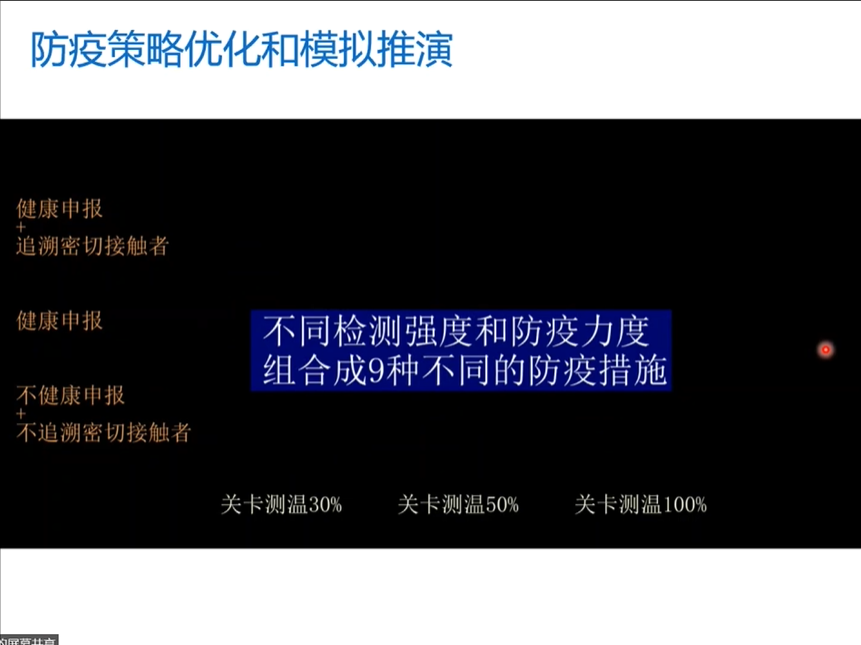 防疫策略优化和模拟推演
健康申报
+
追溯密切接触者
健康申报
不同检测强度和防疫力度
组合成9种不同的防疫措施
不健康申报
+
不追溯密切接触者
关卡测温30%
关卡测温50%
关卡测温100%
的屏幕共享